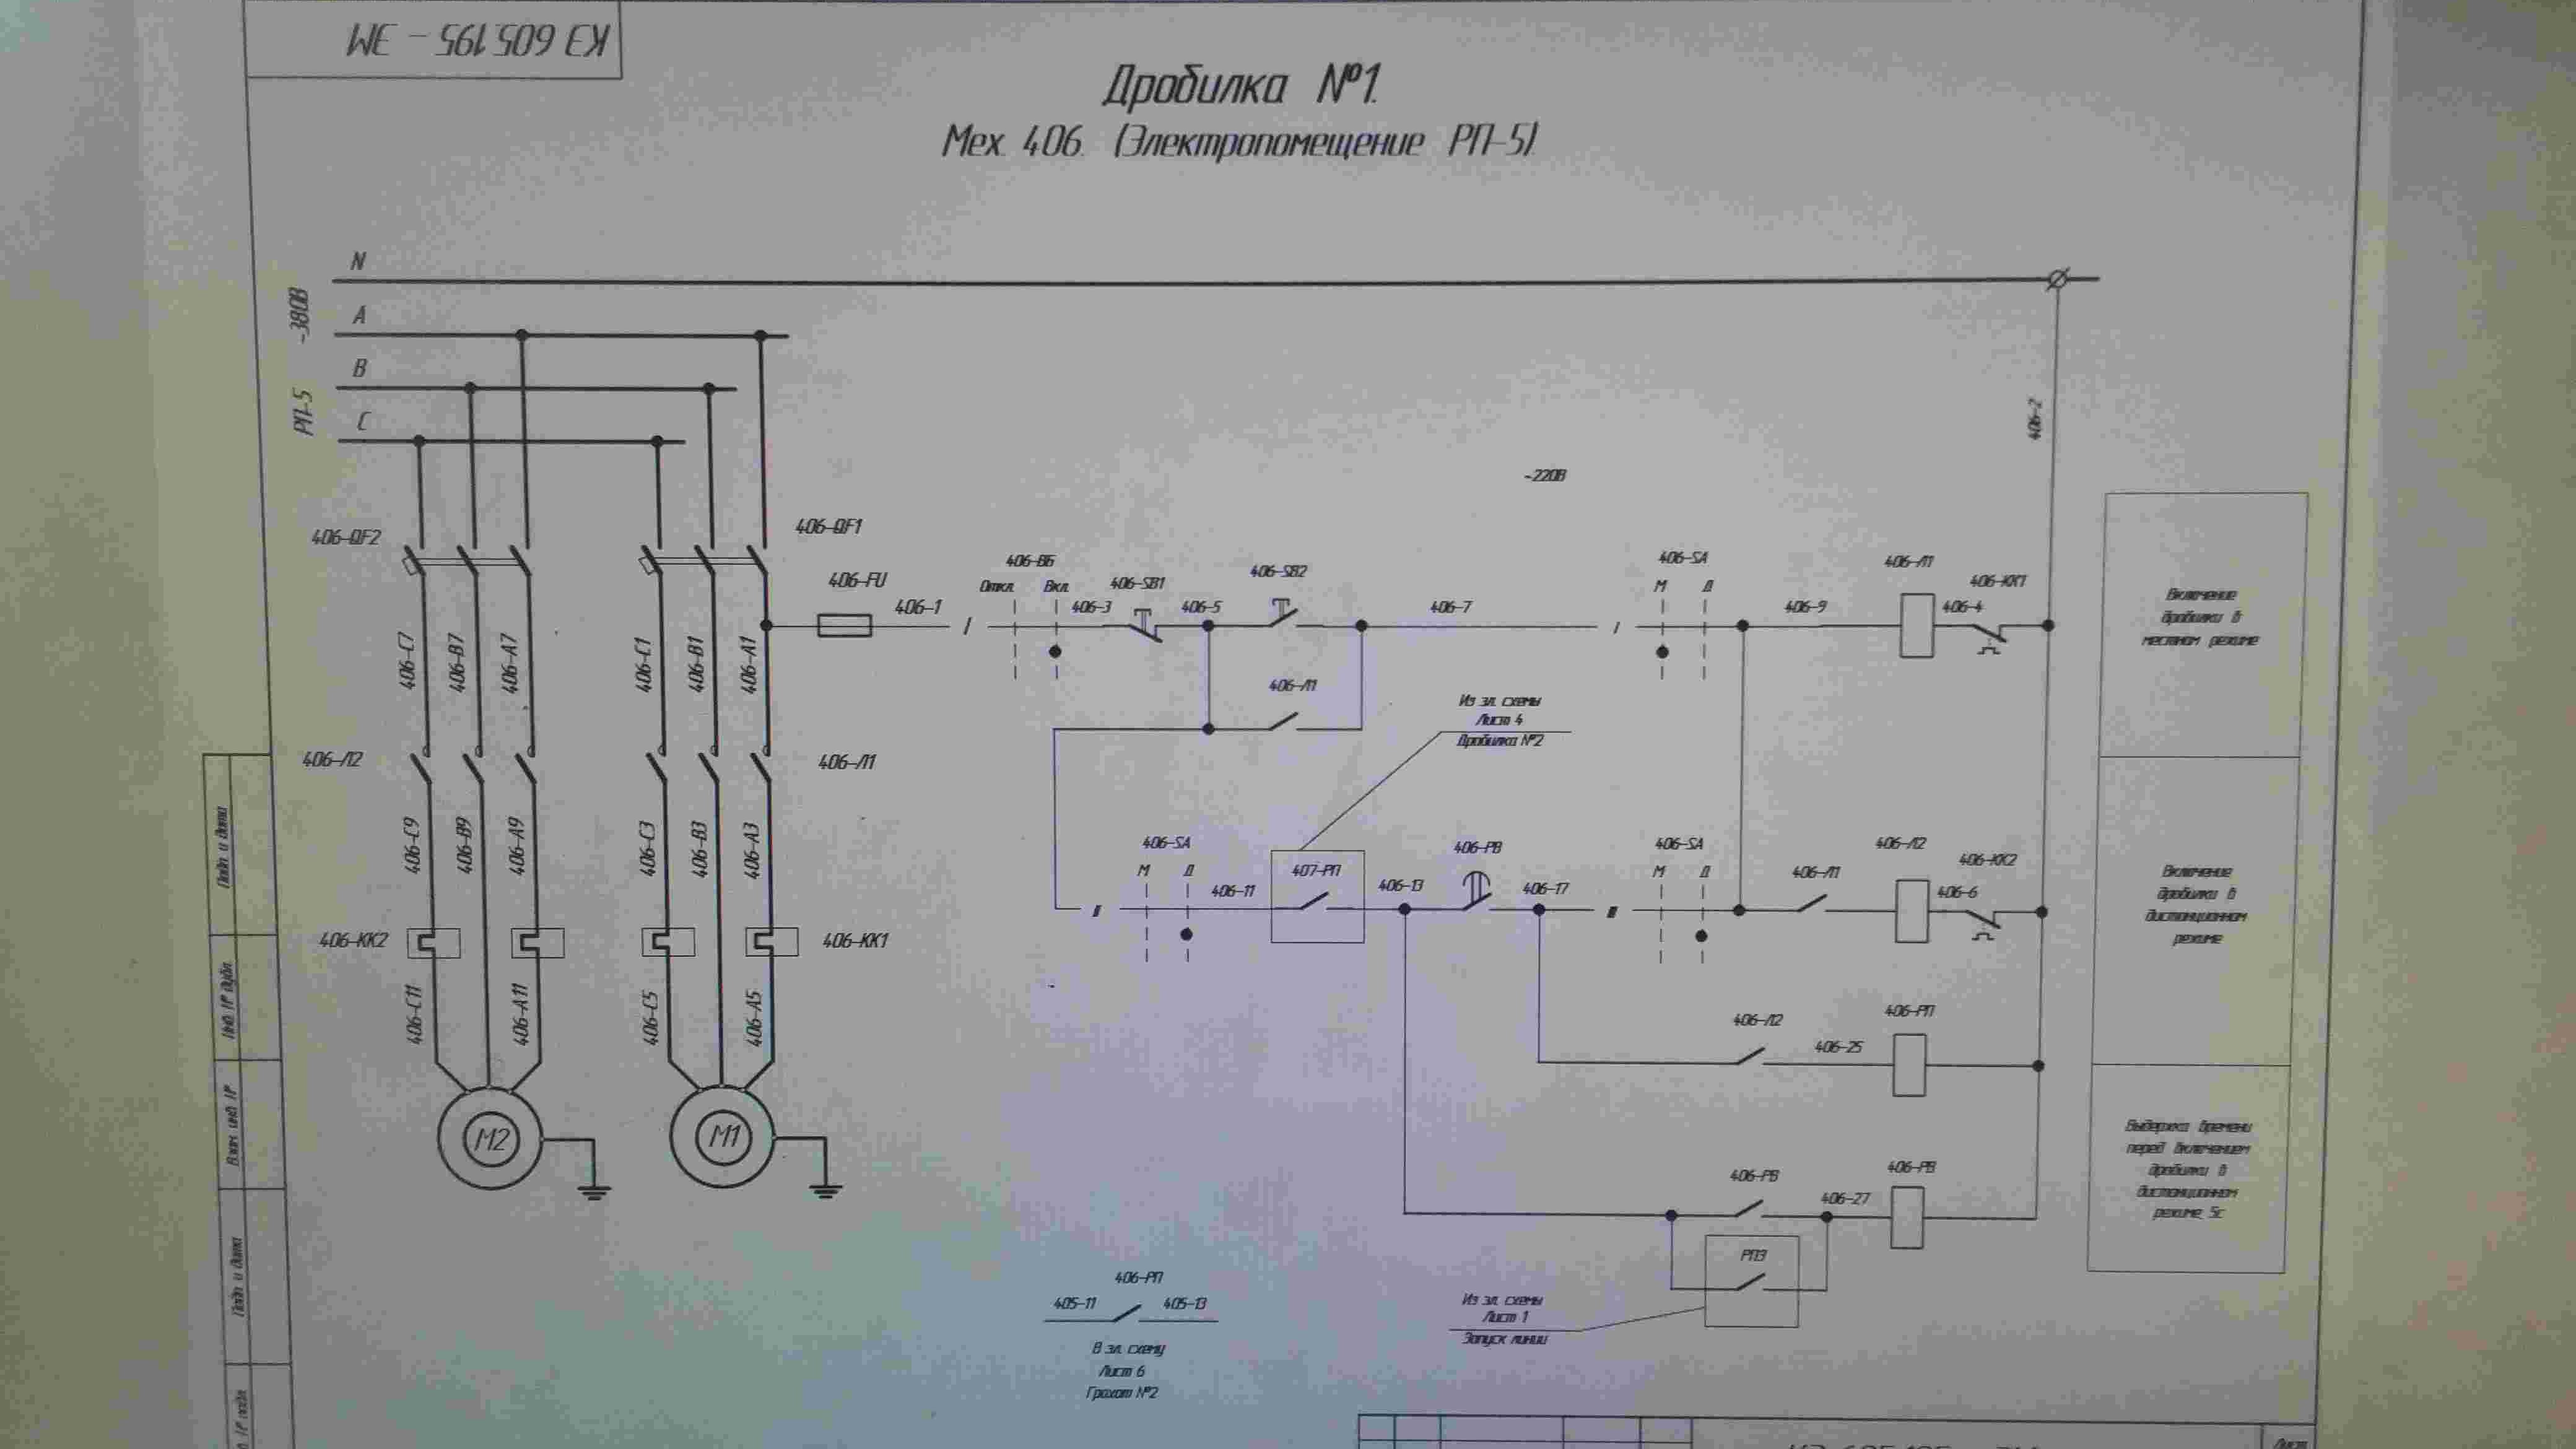 КЗ 605.195 - ЭМ
Дробилка №1.
Мех. 406. (Электропомещение РП-5).
N
~380В
A
B
РП-5
C
406-2
~220В
406-QF2
406-QF1
406-FU
406-1
406-ВБ
Откл.
Вкл.
406-3
406-SB1
406-5
406-SB2
406-7
I
I
406-SA
М
Д
406-9
406-Л1
406-4
406-КК1
Включение
дробилки в
местном режиме
406-C7
406-B7
406-A7
406-C1
406-B1
406-A1
406-Л1
Из эл. схемы
Лист 4
Дробилка №2
406-Л2
406-Л1
406-C9
406-B9
406-A9
406-C3
406-B3
406-A3
II
406-SA
М
Д
406-11
407-РП
406-13
406-РВ
406-17
III
406-SA
М
Д
406-Л1
406-Л2
406-6
406-КК2
Включение
дробилки в
дистанционном
режиме
406-КК2
406-КК1
406-C11
406-A11
406-C5
406-A5
406-Л2
406-25
406-РП
М2
М1
406-РВ
406-27
406-РВ
Выдержка времени
перед включением
дробилки в
дистанционном
режиме 5с
РПЗ
Из эл. схемы
Лист 1
Запуск линии
406-РП
405-11
405-13
В эл. схему
Лист 6
Грохот №2
Подп. и дата
Инв. № дубл.
Взам. инв. №
Подп. и дата
№ подл.
Лист